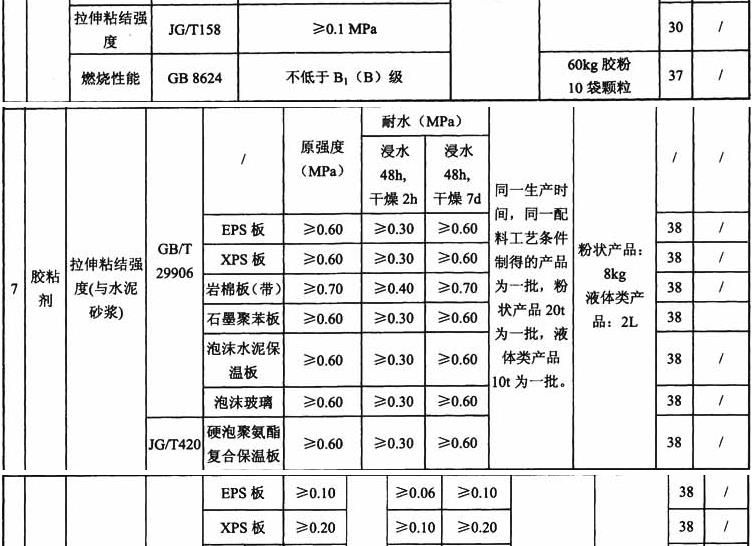 拉伸粘结强度 JG/T158 ≥0.1 MPa 30 /
燃烧性能 GB 8624 不低于 B₁（B）级 60kg 胶粉 10 袋颗粒 37 /
7 胶粘剂 拉伸粘结强度(与水泥砂浆) GB/T 29906 / 原强度（MPa） 耐水（MPa） 浸水 48h, 干燥 2h 浸水 48h, 干燥 7d 同一生产时间，同一配料工艺条件制得的产品为一批，粉状产品 20t 为一批，液体类产品 10t 为一批。 粉状产品：8kg 液体类产品：2L / /
EPS 板 ≥0.60 ≥0.30 ≥0.60 38 /
XPS 板 ≥0.60 ≥0.30 ≥0.60 38 /
岩棉板（带） ≥0.70 ≥0.40 ≥0.70 38 /
石墨聚苯板 ≥0.60 ≥0.30 ≥0.60 38
泡沫水泥保温板 ≥0.60 ≥0.30 ≥0.60 38 /
泡沫玻璃 ≥0.60 ≥0.30 ≥0.60 38 /
JG/T420 硬泡聚氨酯复合保温板 ≥0.60 ≥0.30 ≥0.60 38 /
EPS 板 ≥0.10 ≥0.06 ≥0.10 38 /
XPS 板 ≥0.20 ≥0.10 ≥0.20 38 /